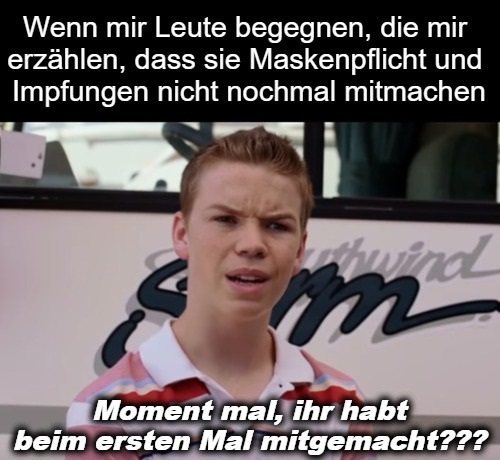 Wenn mir Leute begegnen, die mir
erzählen, dass sie Maskenpflicht und
Impfungen nicht nochmal mitmachen
Moment mal, ihr habt
beim ersten Mal mitgemacht???